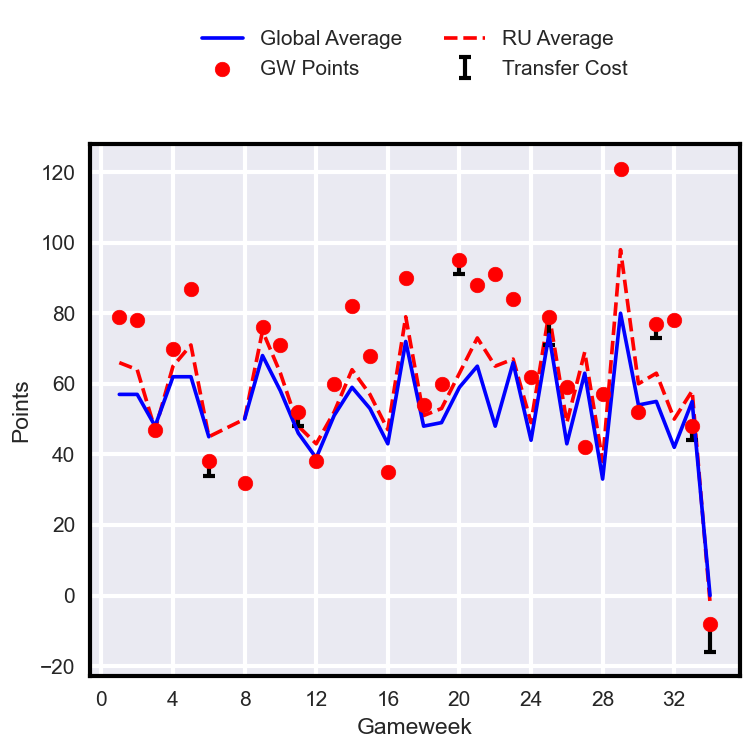 Global Average RU Average
GW Points Transfer Cost
120
100
80
60
40
20
0
−20
Points
0 4 8 12 16 20 24 28 32
Gameweek